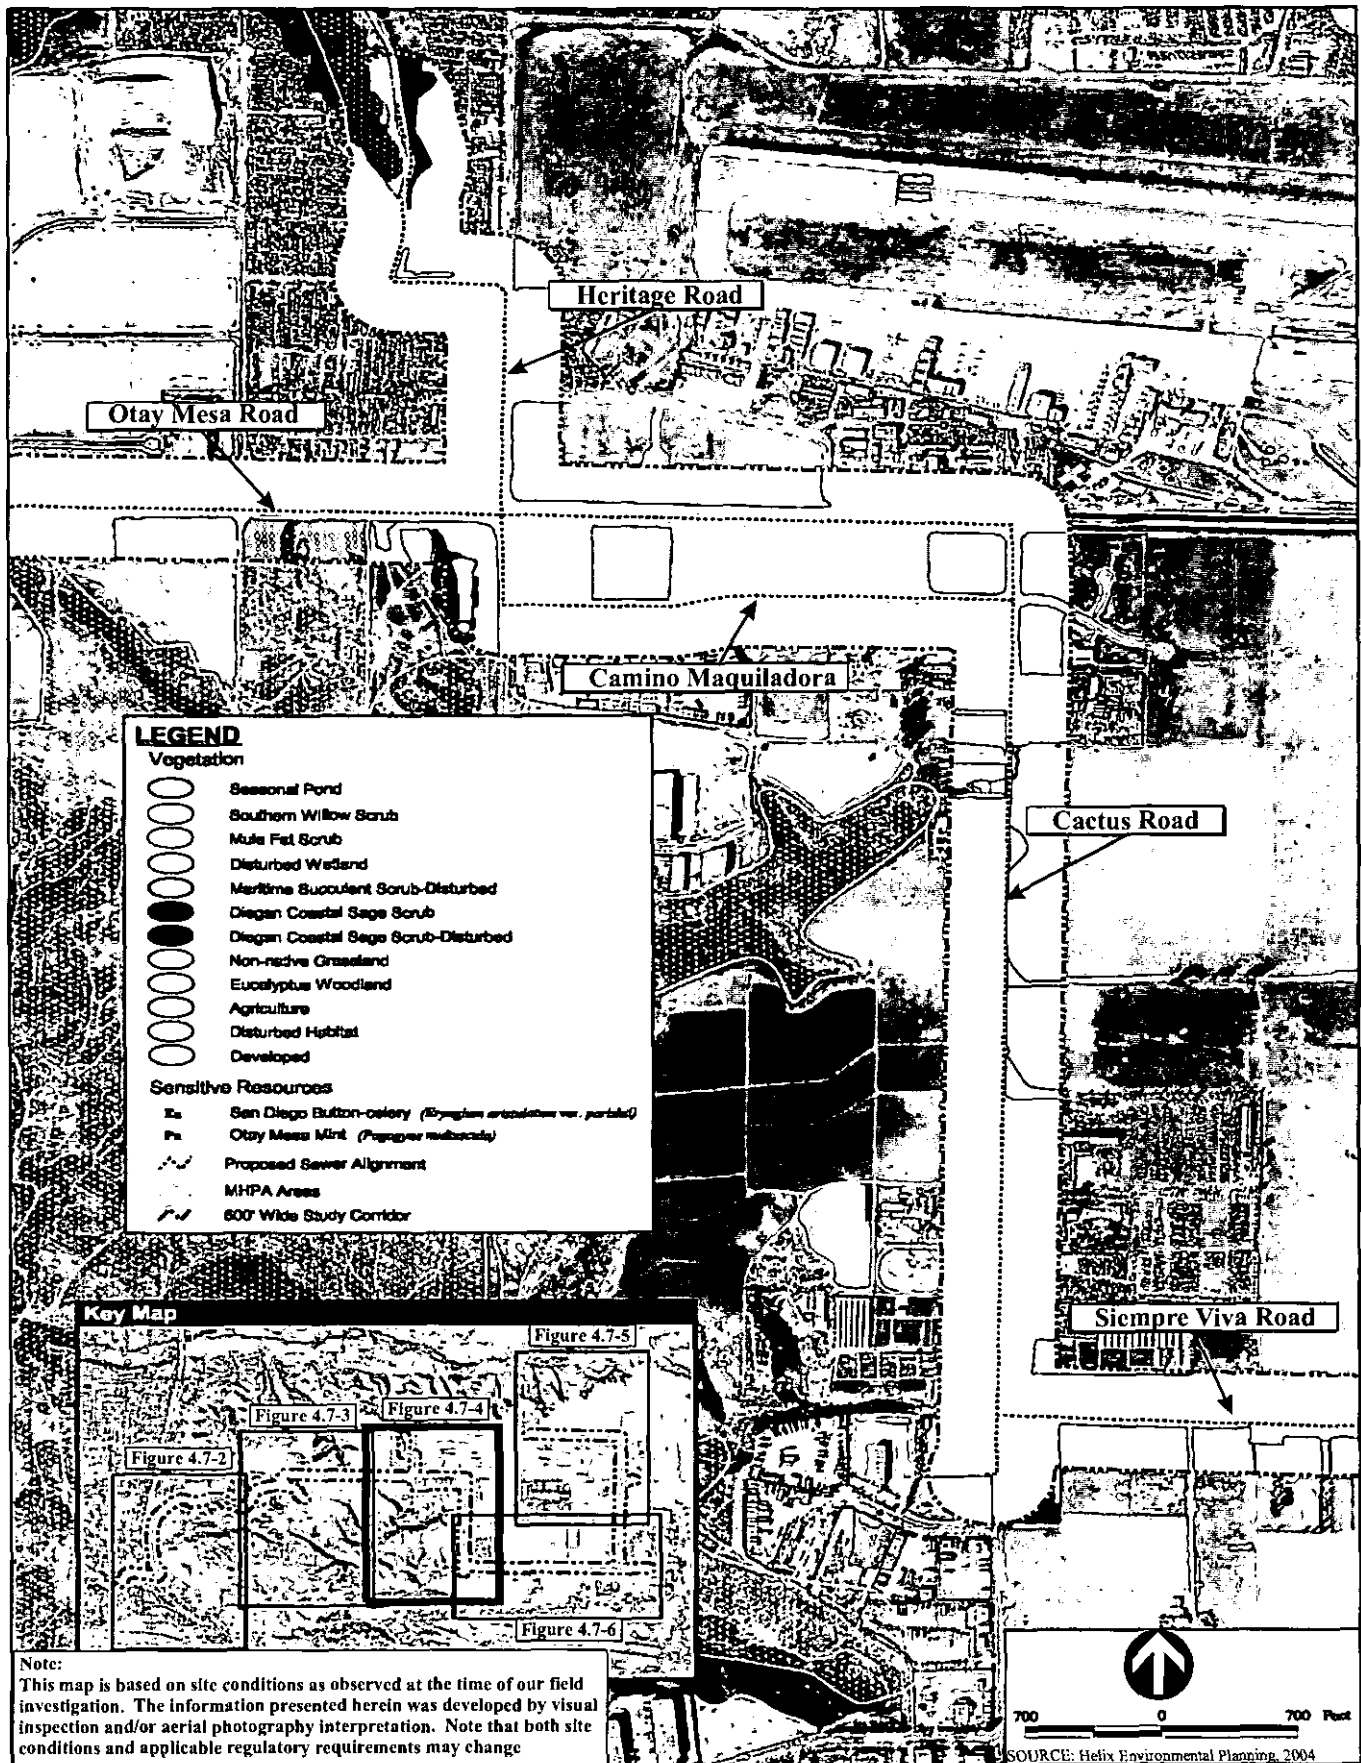 Heritage Road
Otay Mesa Road
Camino Maquiladora
Cactus Road
Siempre Viva Road
LEGEND
Vegetation
Seasonal Pond
Southern Willow Scrub
Mule Fat Scrub
Disturbed Wetland
Maritime Succulent Scrub-Disturbed
Diegan Coastal Sage Scrub
Diegan Coastal Sage Scrub-Disturbed
Non-native Grassland
Eucalyptus Woodland
Agriculture
Disturbed Habitat
Developed
Sensitive Resources
San Diego Button-celery
Otay Mesa Mint
Proposed Sewer Alignment
MHPA Areas
600' Wide Study Corridor
Key Map
Figure 4.7-5
Figure 4.7-3
Figure 4.7-4
Figure 4.7-2
Figure 4.7-6
Note:
This map is based on site conditions as observed at the time of our field
investigation. The information presented herein was developed by visual
inspection and/or aerial photography interpretation. Note that both site
conditions and applicable regulatory requirements may change
700 0 700 Feet
SOURCE: Helix Environmental Planning, 2004